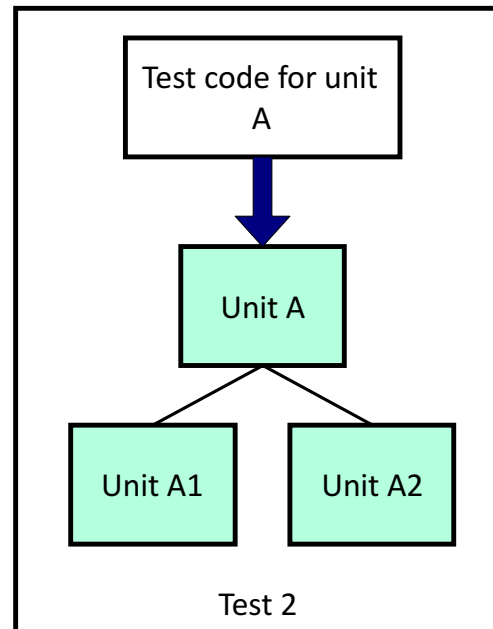 Test code for unit
A
Unit A
Unit A1
Unit A2
Test 2